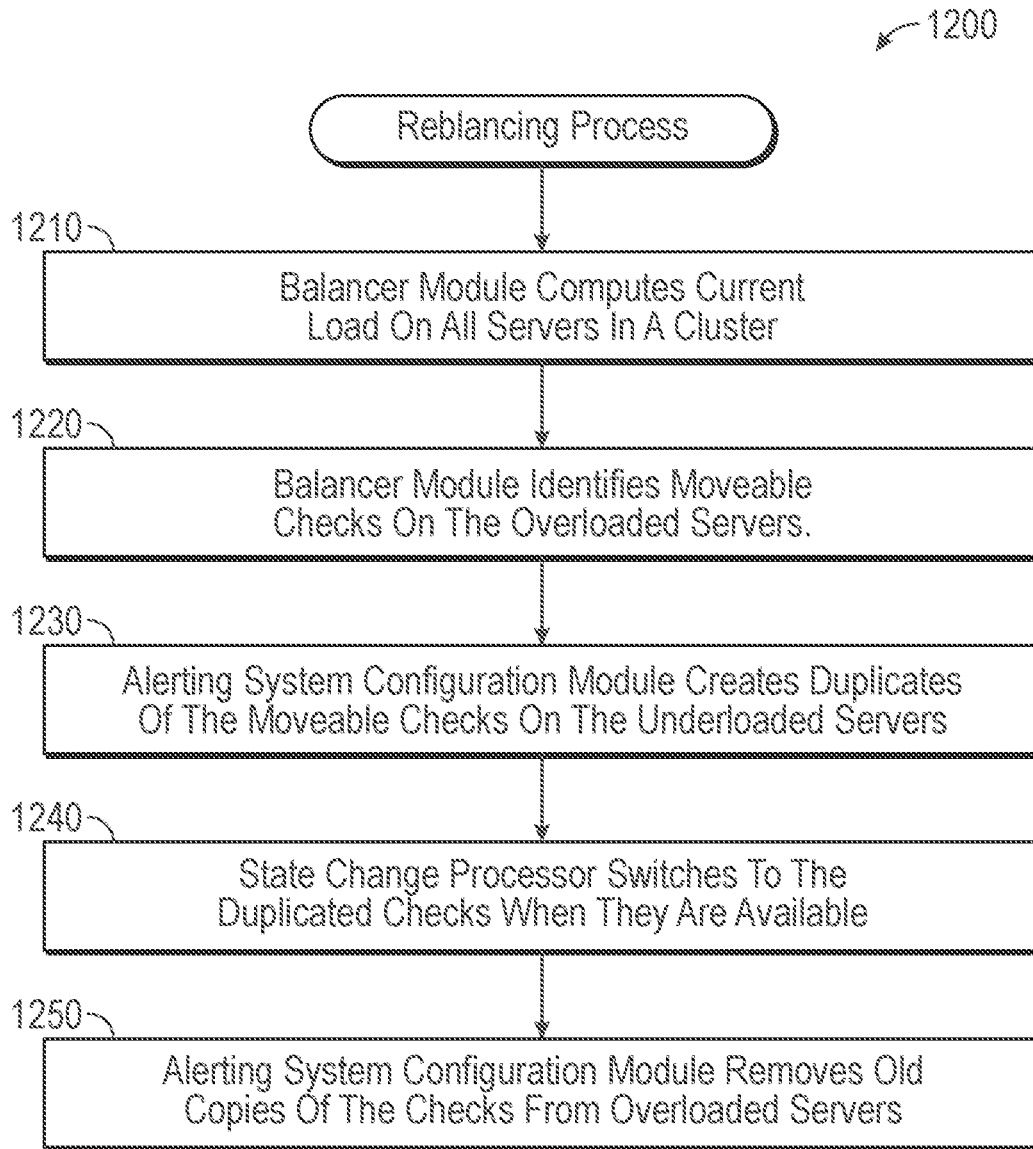 1200
Reblancing Process
1210
Balancer Module Computes Current
Load On All Servers In A Cluster
1220
Balancer Module Identifies Moveable
Checks On The Overloaded Servers.
1230
Alerting System Configuration Module Creates Duplicates
Of The Moveable Checks On The Underloaded Servers
1240
State Change Processor Switches To The
Duplicated Checks When They Are Available
1250
Alerting System Configuration Module Removes Old
Copies Of The Checks From Overloaded Servers